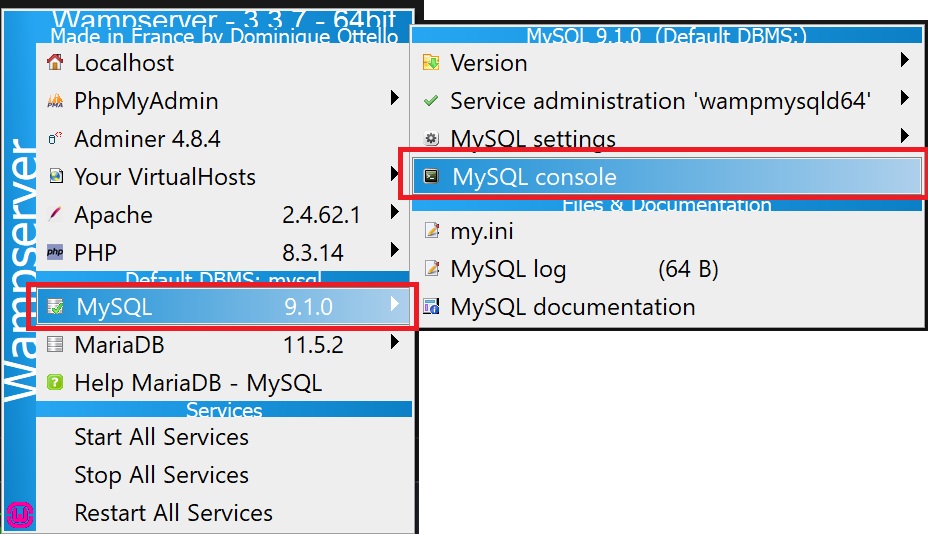 Wampserver - 3.3.7 - 64bit
Made in France by Dominique Ottello
Wampserver
Localhost
PhpMyAdmin
Adminer 4.8.4
Your VirtualHosts
Apache 2.4.62.1
PHP 8.3.14
Default DBMS: mysql
MySQL 9.1.0
MariaDB 11.5.2
Help MariaDB - MySQL
Services
Start All Services
Stop All Services
Restart All Services
MySQL 9.1.0 (Default DBMS:)
Version
Service administration 'wampmysqld64'
MySQL settings
MySQL console
Files & Documentation
my.ini
MySQL log (64 B)
MySQL documentation